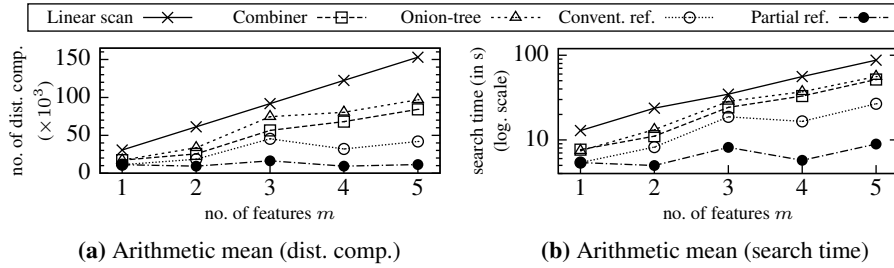 Linear scan Combiner Onion-tree Convent. ref. Partial ref.
no. of dist. comp.
(×10³)
150
100
50
0
1 2 3 4 5
no. of features m
(a) Arithmetic mean (dist. comp.)
search time (in s)
(log. scale)
10
1 2 3 4 5
no. of features m
(b) Arithmetic mean (search time)